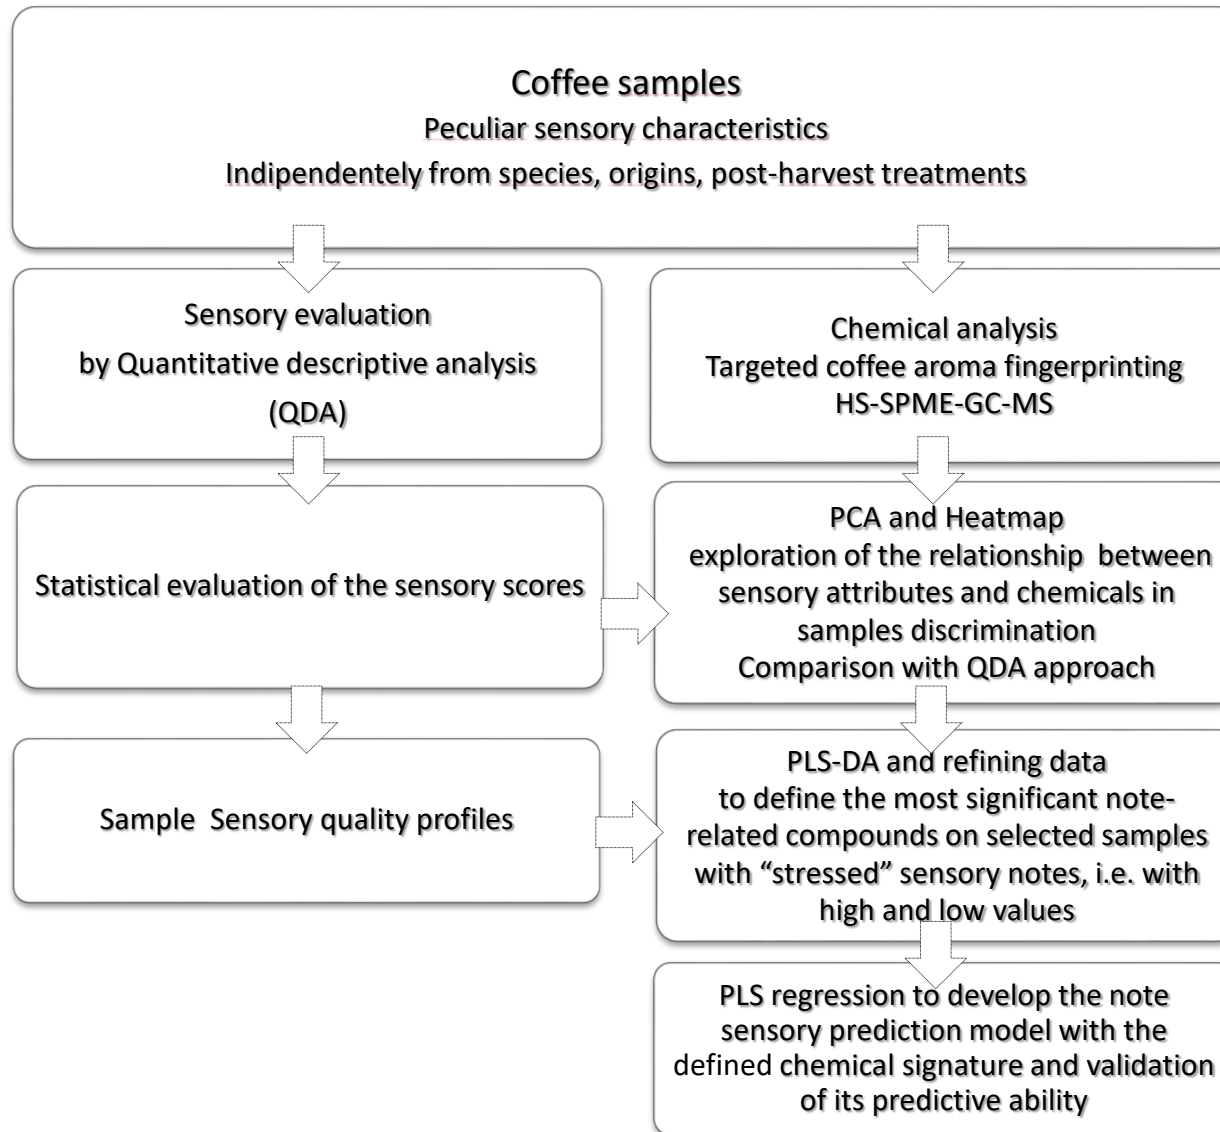 Coffee samples
Peculiar sensory characteristics
Indipendentely from species, origins, post-harvest treatments
Sensory evaluation
by Quantitative descriptive analysis
(QDA)
Chemical analysis
Targeted coffee aroma fingerprinting
HS-SPME-GC-MS
Statistical evaluation of the sensory scores
PCA and Heatmap
exploration of the relationship between
sensory attributes and chemicals in
samples discrimination
Comparison with QDA approach
Sample Sensory quality profiles
PLS-DA and refining data
to define the most significant note-
related compounds on selected samples
with “stressed” sensory notes, i.e. with
high and low values
PLS regression to develop the note
sensory prediction model with the
defined chemical signature and validation
of its predictive ability